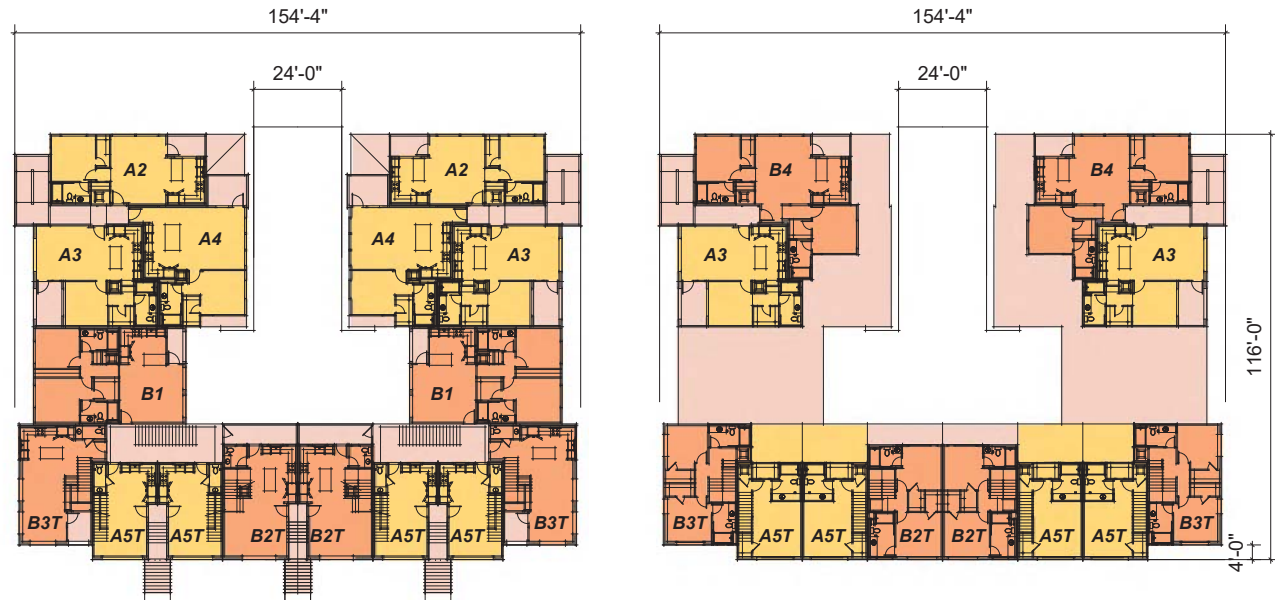 154'-4" 154'-4"
24'-0" 24'-0"
A2 A2 B4 B4
A4 A4
A3 A3 A3 A3
116'-0"
B1 B1
B3T B3T B3T B3T
A5T A5T B2T B2T A5T A5T A5T A5T B2T B2T A5T A5T
4'-0"